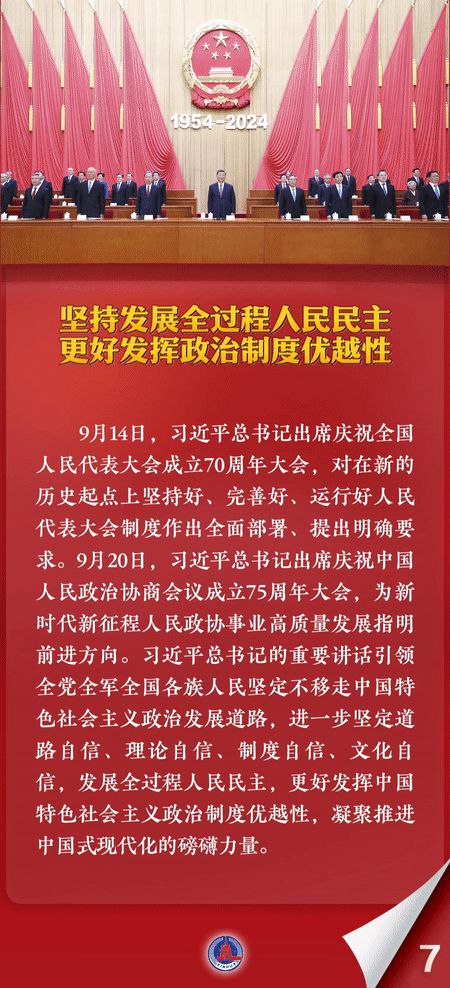 1954-2024
坚持发展全过程人民民主
更好发挥政治制度优越性
9月14日，习近平总书记出席庆祝全国
人民代表大会成立70周年大会，对在新的
历史起点上坚持好、完善好、运行好人民
代表大会制度作出全面部署、提出明确要
求。9月20日，习近平总书记出席庆祝中国
人民政治协商会议成立75周年大会，为新
时代新征程人民政协事业高质量发展指明
前进方向。习近平总书记的重要讲话引领
全党全军全国各族人民坚定不移走中国特
色社会主义政治发展道路，进一步坚定道
路自信、理论自信、制度自信、文化自
信，发展全过程人民民主，更好发挥中国
特色社会主义政治制度优越性，凝聚推进
中国式现代化的磅礴力量。
7